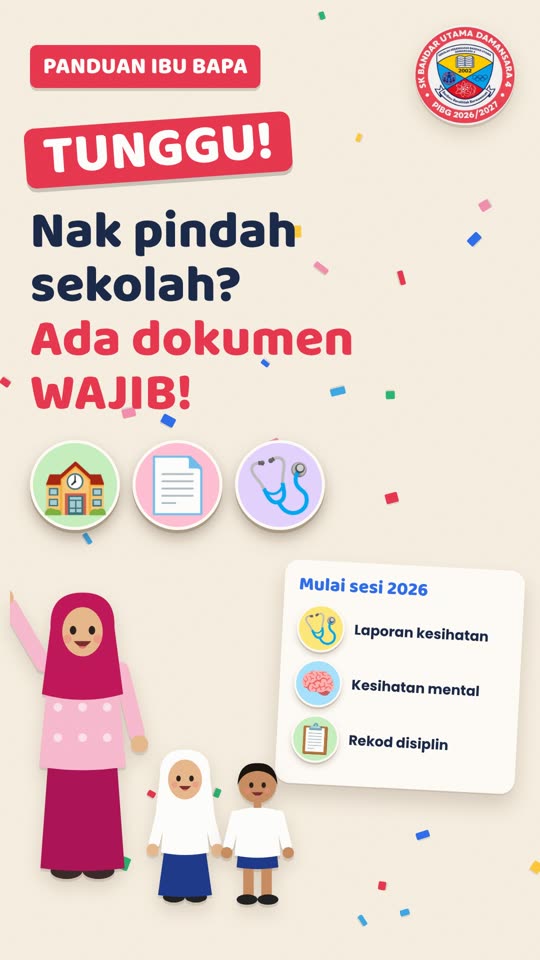 PANDUAN IBU BAPA
SK BANDAR UTAMA DAMANSARA 4
2002
PIBG 2026/2027
TUNGGU!
Nak pindah
sekolah?
Ada dokumen
WAJIB!
Mulai sesi 2026
Laporan kesihatan
Kesihatan mental
Rekod disiplin